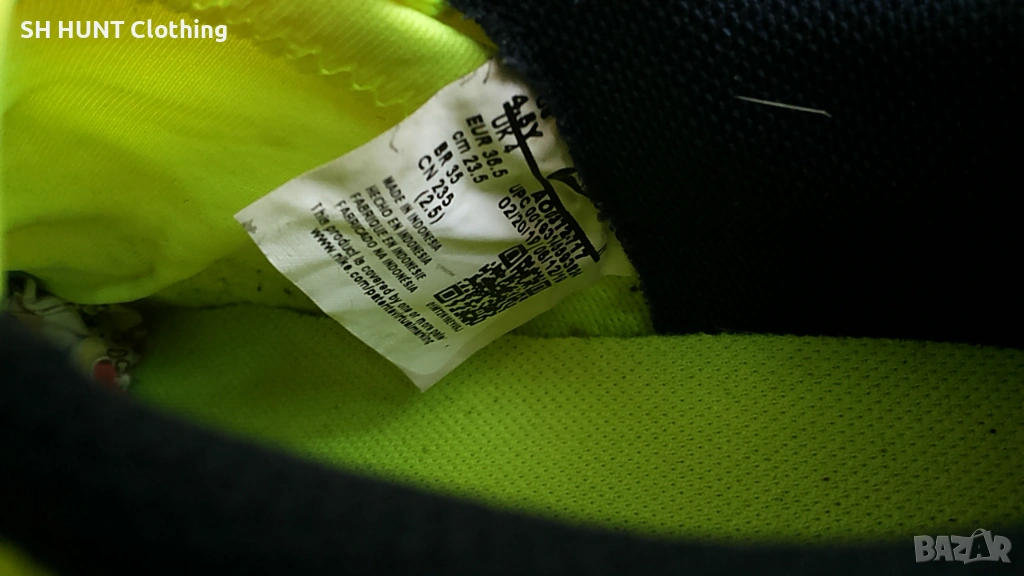 SH HUNT Clothing
4.5Y
UK 4
EUR 36.5
cm 23.5
BR 35
CN 235
(2.5)
MADE IN INDONESIA
HECHO EN INDONESIA
FABRIQUE EN INDONESIE
FABRICADO NA INDONÉSIA
This product is covered by one or more patents
www.nike.com/patentvirtualmarking
UPC
BAZAR